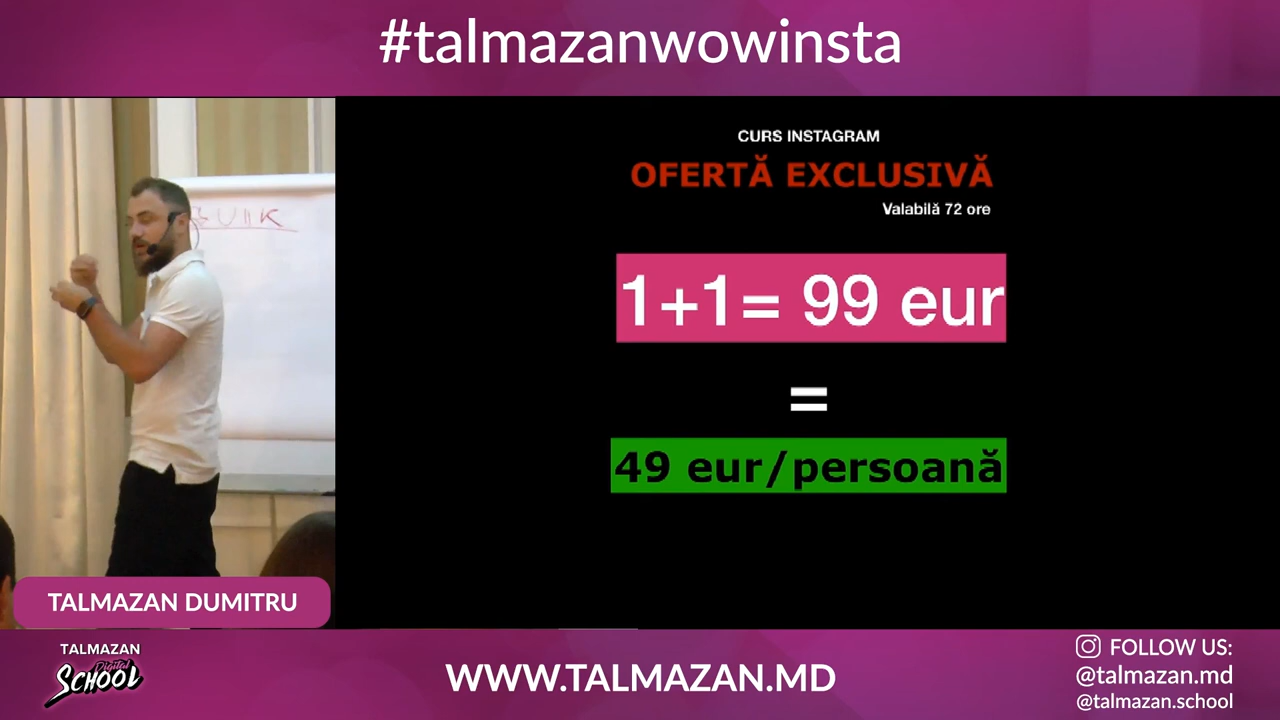 #talmazanwowinsta
CURS INSTAGRAM
OFERTĂ EXCLUSIVĂ
Valabilă 72 ore
1+1= 99 eur
=
49 eur/persoană
TALMAZAN DUMITRU
TALMAZAN
Digital
SCHOOL
WWW.TALMAZAN.MD
FOLLOW US:
@talmazan.md
@talmazan.school